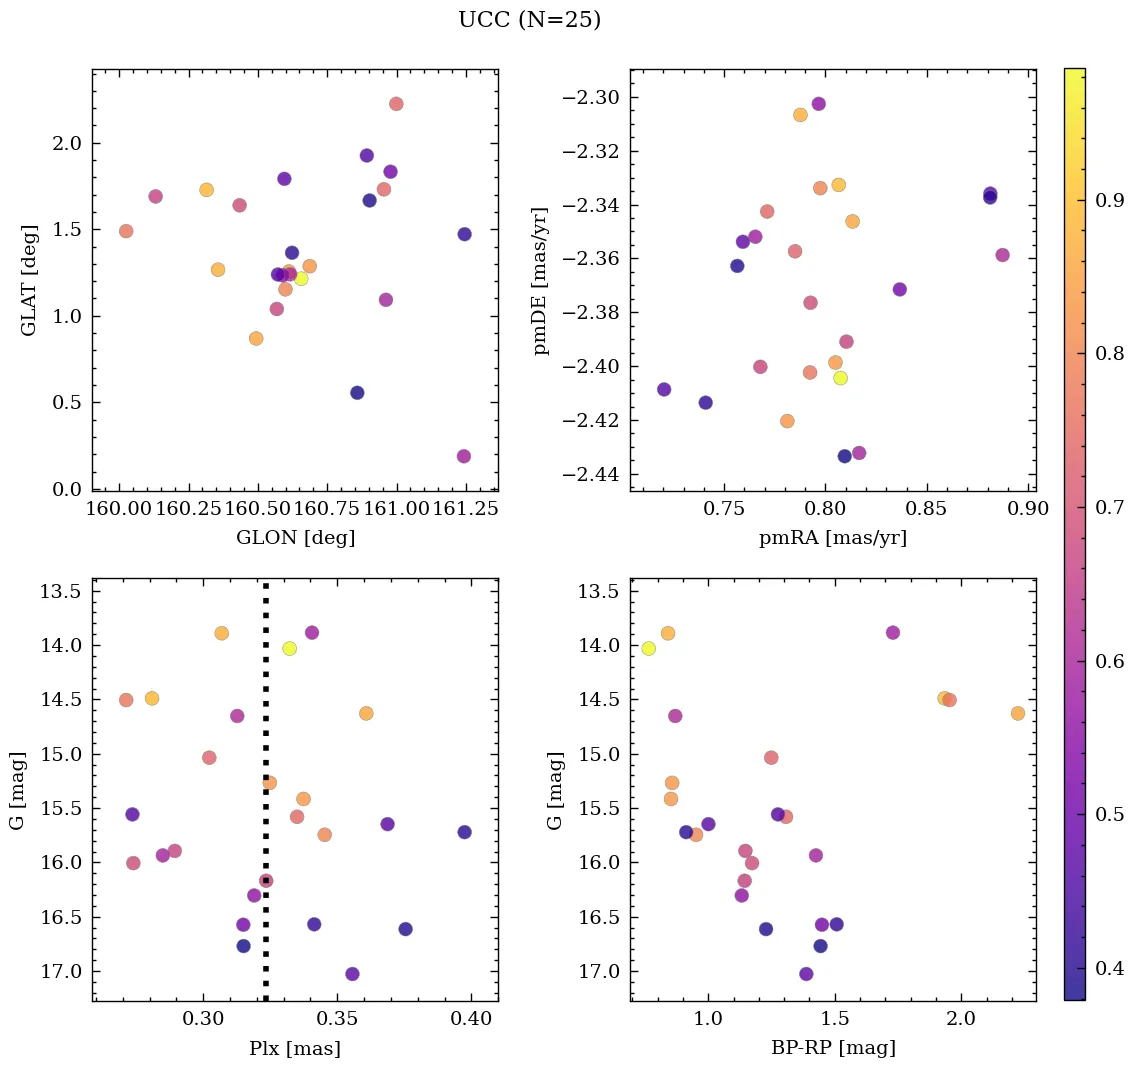 UCC (N=25)
2.0
1.5
1.0
0.5
0.0
GLAT [deg]
160.00 160.25 160.50 160.75 161.00 161.25
GLON [deg]
−2.30
−2.32
−2.34
−2.36
−2.38
−2.40
−2.42
−2.44
pmDE [mas/yr]
0.75 0.80 0.85 0.90
pmRA [mas/yr]
13.5
14.0
14.5
15.0
15.5
16.0
16.5
17.0
G [mag]
0.30 0.35 0.40
Plx [mas]
13.5
14.0
14.5
15.0
15.5
16.0
16.5
17.0
G [mag]
1.0 1.5 2.0
BP-RP [mag]
0.9
0.8
0.7
0.6
0.5
0.4